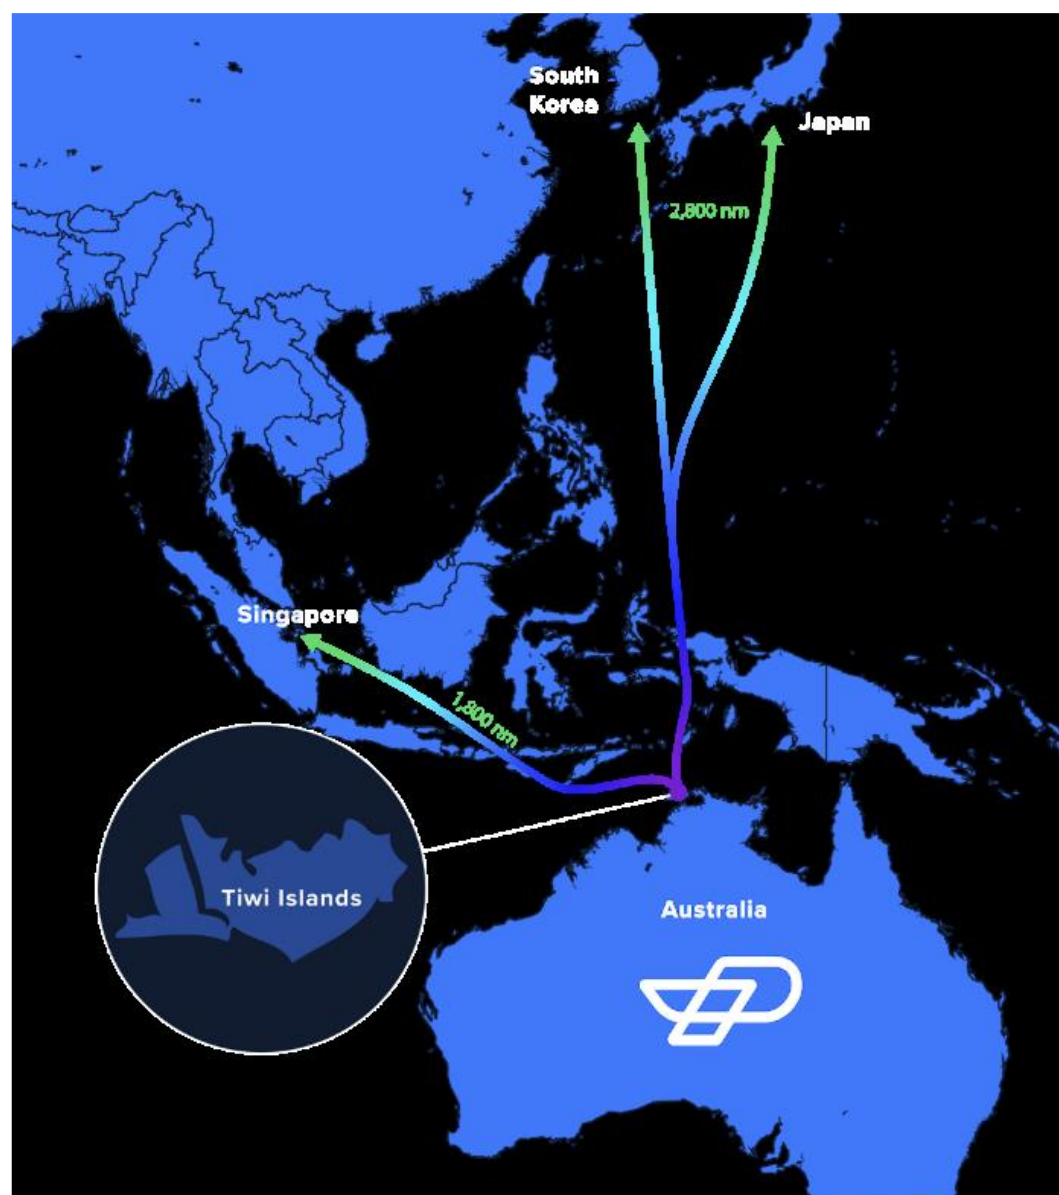 South
Korea
Japan
2,800 nm
Singapore
1,800 nm
Tiwi Islands
Australia